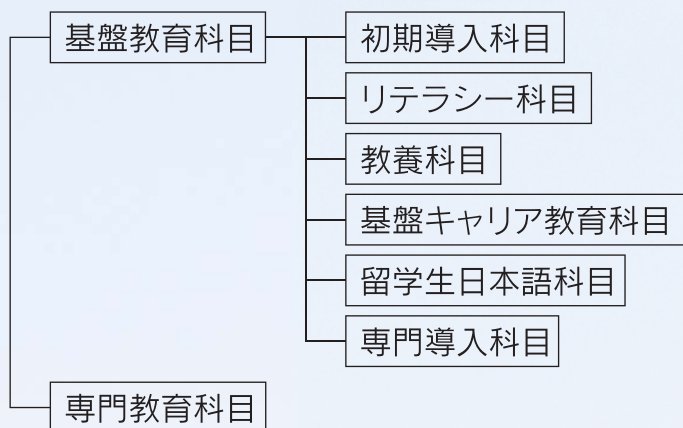 基盤教育科目
初期導入科目
リテラシー科目
教養科目
基盤キャリア教育科目
留学生日本語科目
専門導入科目
専門教育科目